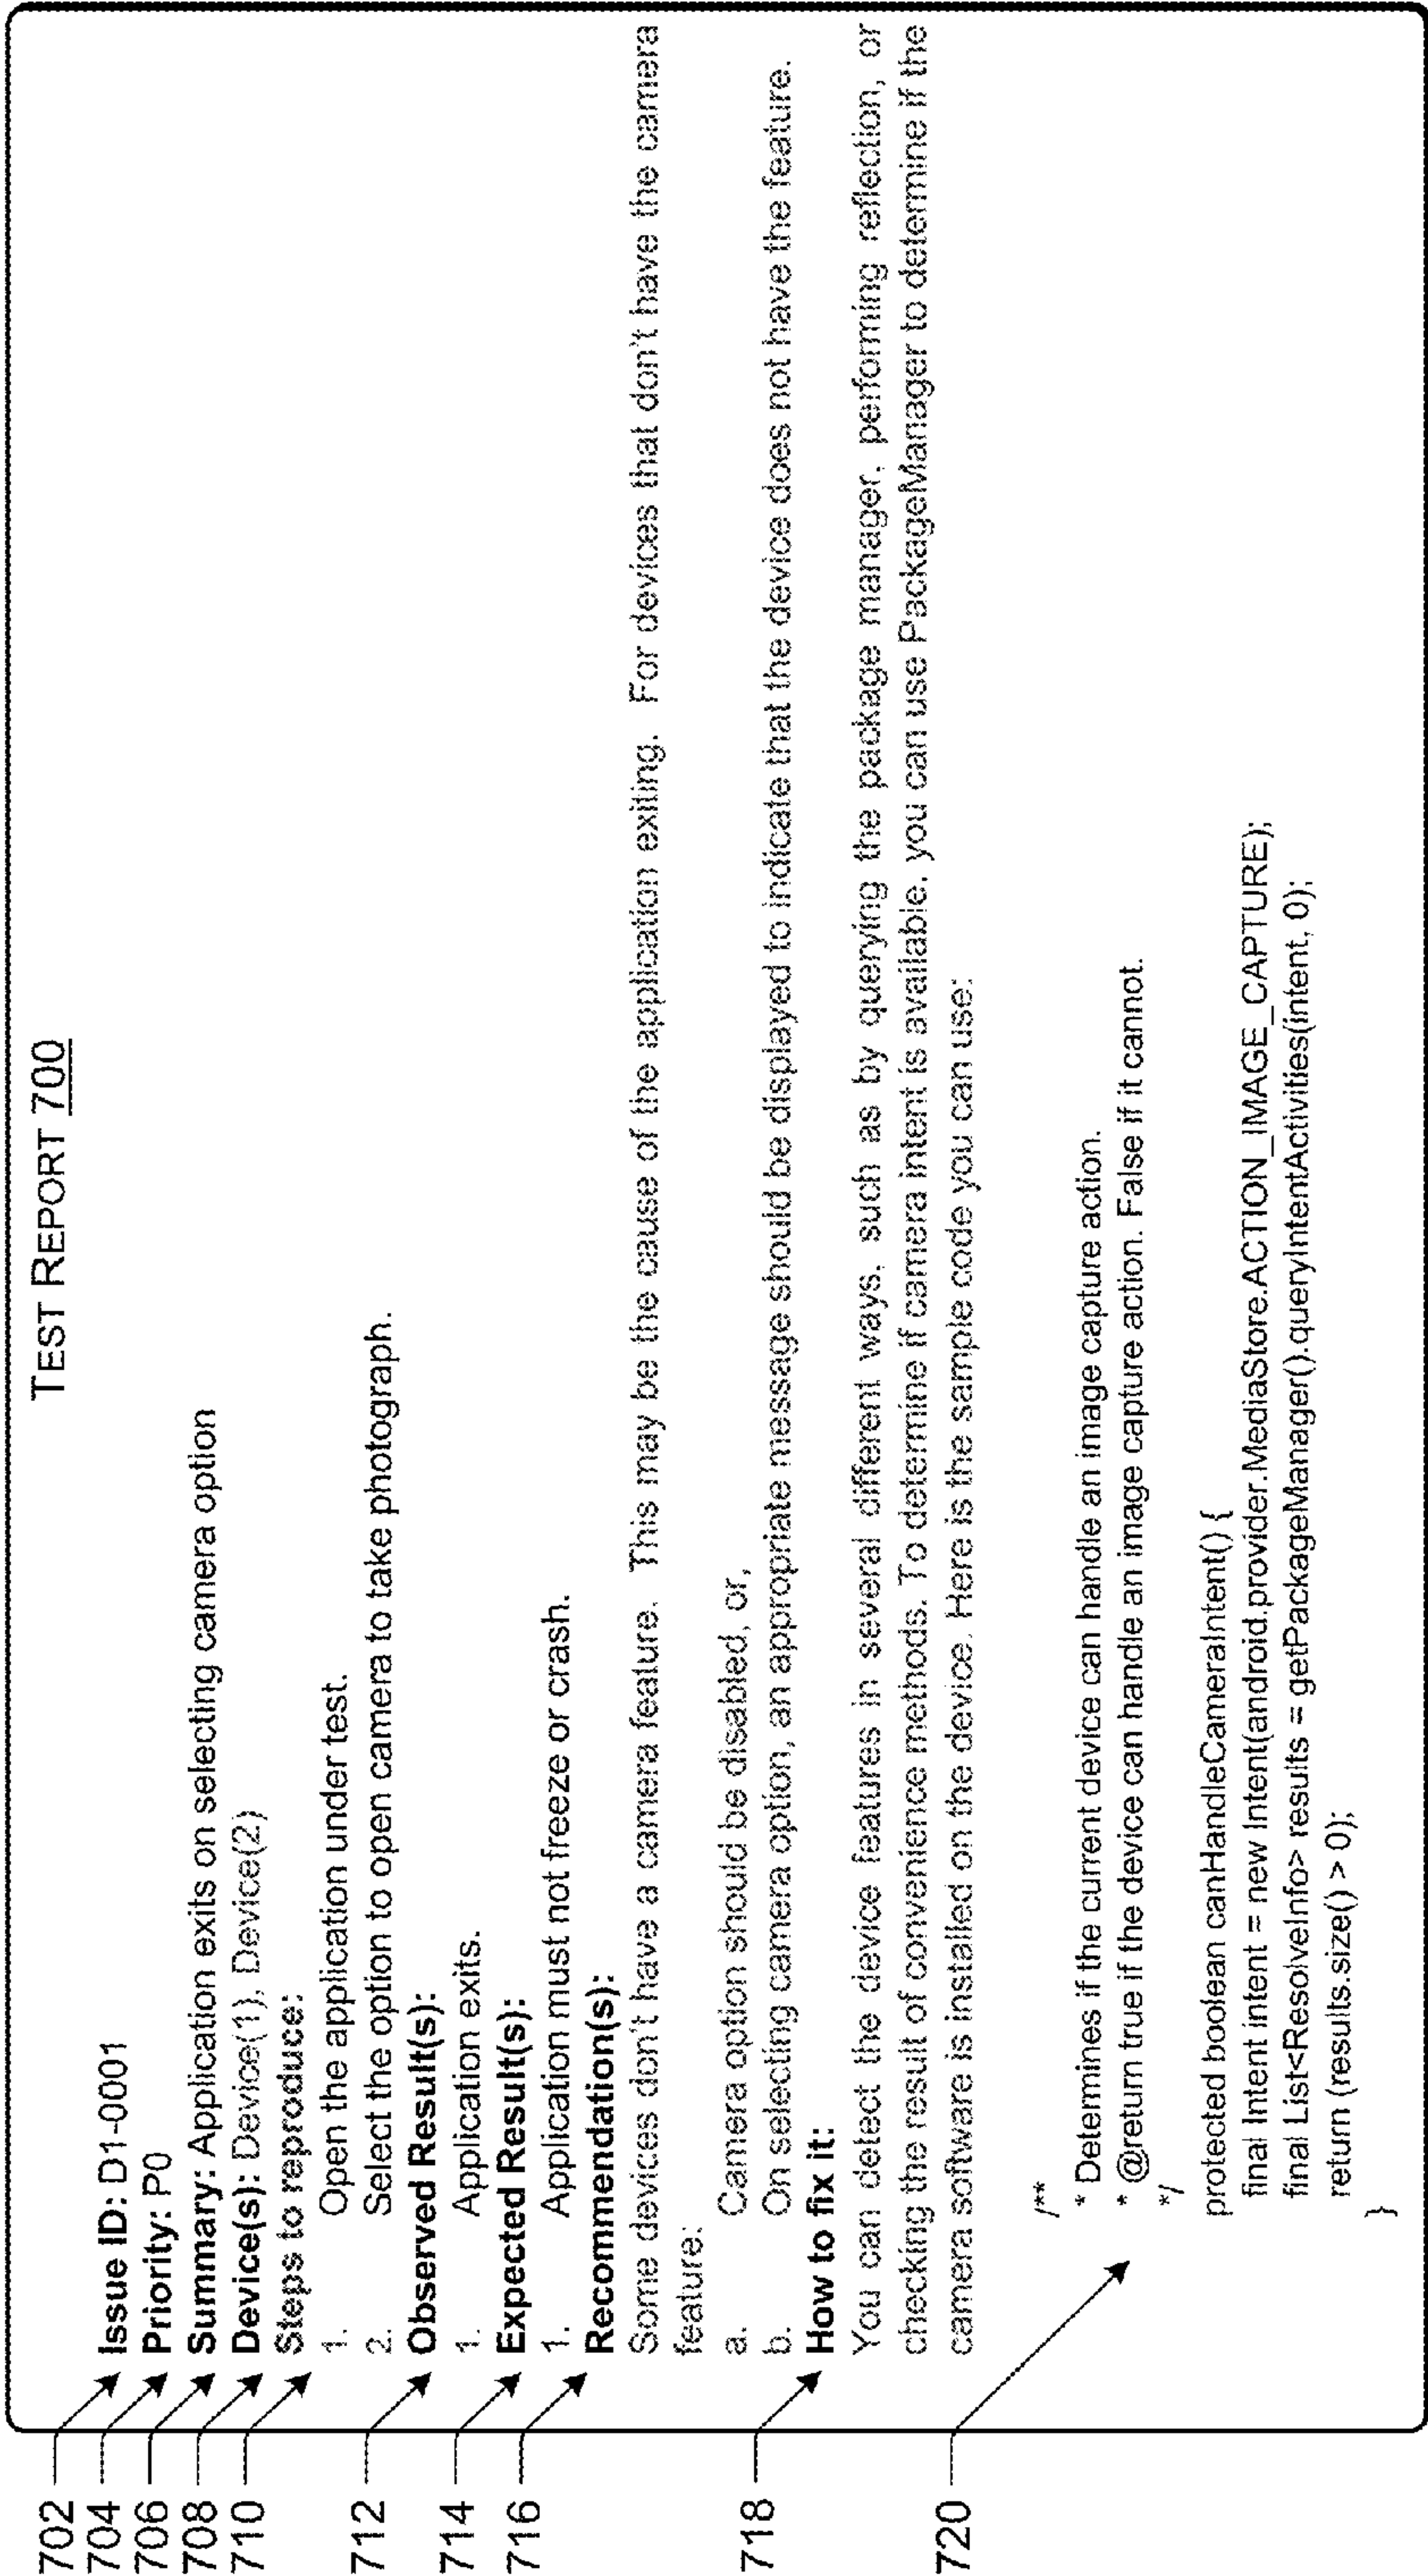 TEST REPORT 700
702
Issue ID: D1-0001
704
Priority: P0
706
Summary: Application exits on selecting camera option
708
Device(s): Device(1), Device(2)
710
Steps to reproduce:
1. Open the application under test.
2. Select the option to open camera to take photograph.
712
Observed Result(s):
1. Application exits.
714
Expected Result(s):
1. Application must not freeze or crash.
716
Recommendation(s):
Some devices don't have a camera feature. This may be the cause of the application exiting. For devices that don't have the camera
feature:
a. Camera option should be disabled, or,
b. On selecting camera option, an appropriate message should be displayed to indicate that the device does not have the feature.
718
How to fix it:
You can detect the device features in several different ways, such as by querying the package manager, performing reflection, or
checking the result of convenience methods. To determine if camera intent is available, you can use PackageManager to determine if the
camera software is installed on the device. Here is the sample code you can use:
720
/**
* Determines if the current device can handle an image capture action.
* @return true if the device can handle an image capture action. False if it cannot.
*/
protected boolean canHandleCameraIntent() {
final Intent intent = new Intent(android.provider.MediaStore.ACTION_IMAGE_CAPTURE);
final List<ResolveInfo> results = getPackageManager().queryIntentActivities(intent, 0);
return (results.size() > 0);
}